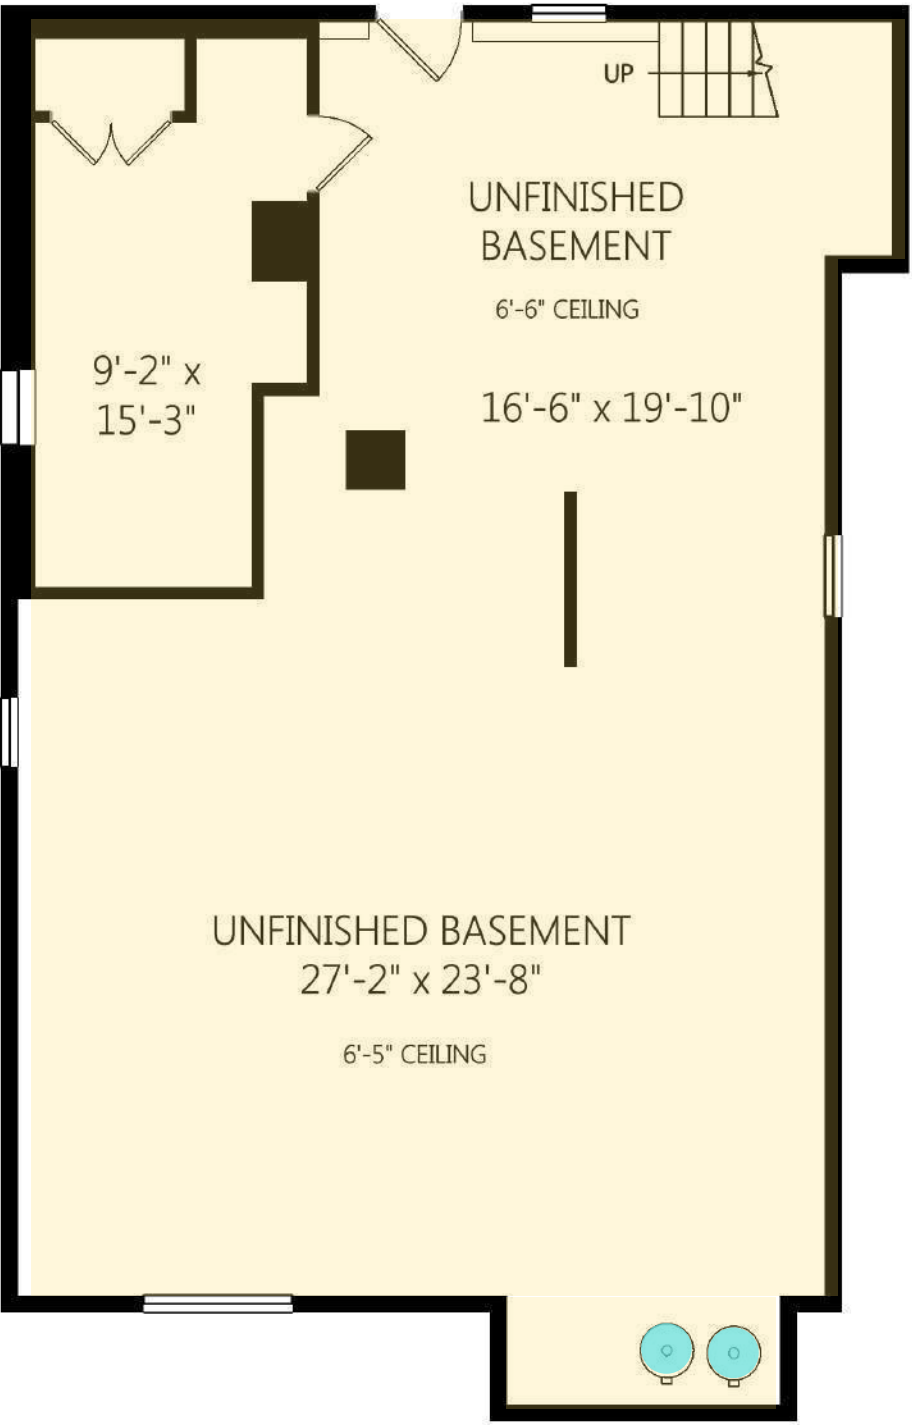 UP
UNFINISHED
BASEMENT
6'-6" CEILING
9'-2" x
15'-3"
16'-6" x 19'-10"
UNFINISHED BASEMENT
27'-2" x 23'-8"
6'-5" CEILING